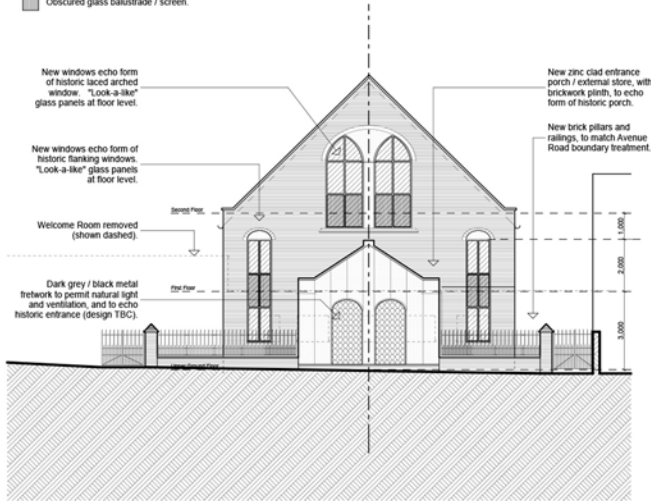 Obscured glass balustrade / screen.
New windows echo form
of historic laced arched
window. "Look-a-like"
glass panels at floor level.
New windows echo form of
historic flanking windows.
"Look-a-like" glass panels
at floor level.
Welcome Room removed
(shown dashed).
Dark grey / black metal
fretwork to permit natural light
and ventilation, and to echo
historic entrance (design TBC).
New zinc clad entrance
porch / external store, with
brickwork plinth, to echo
form of historic porch.
New brick pillars and
railings, to match Avenue
Road boundary treatment.
Second Floor
First Floor
Upper Ground Floor
1,000
2,000
3,000